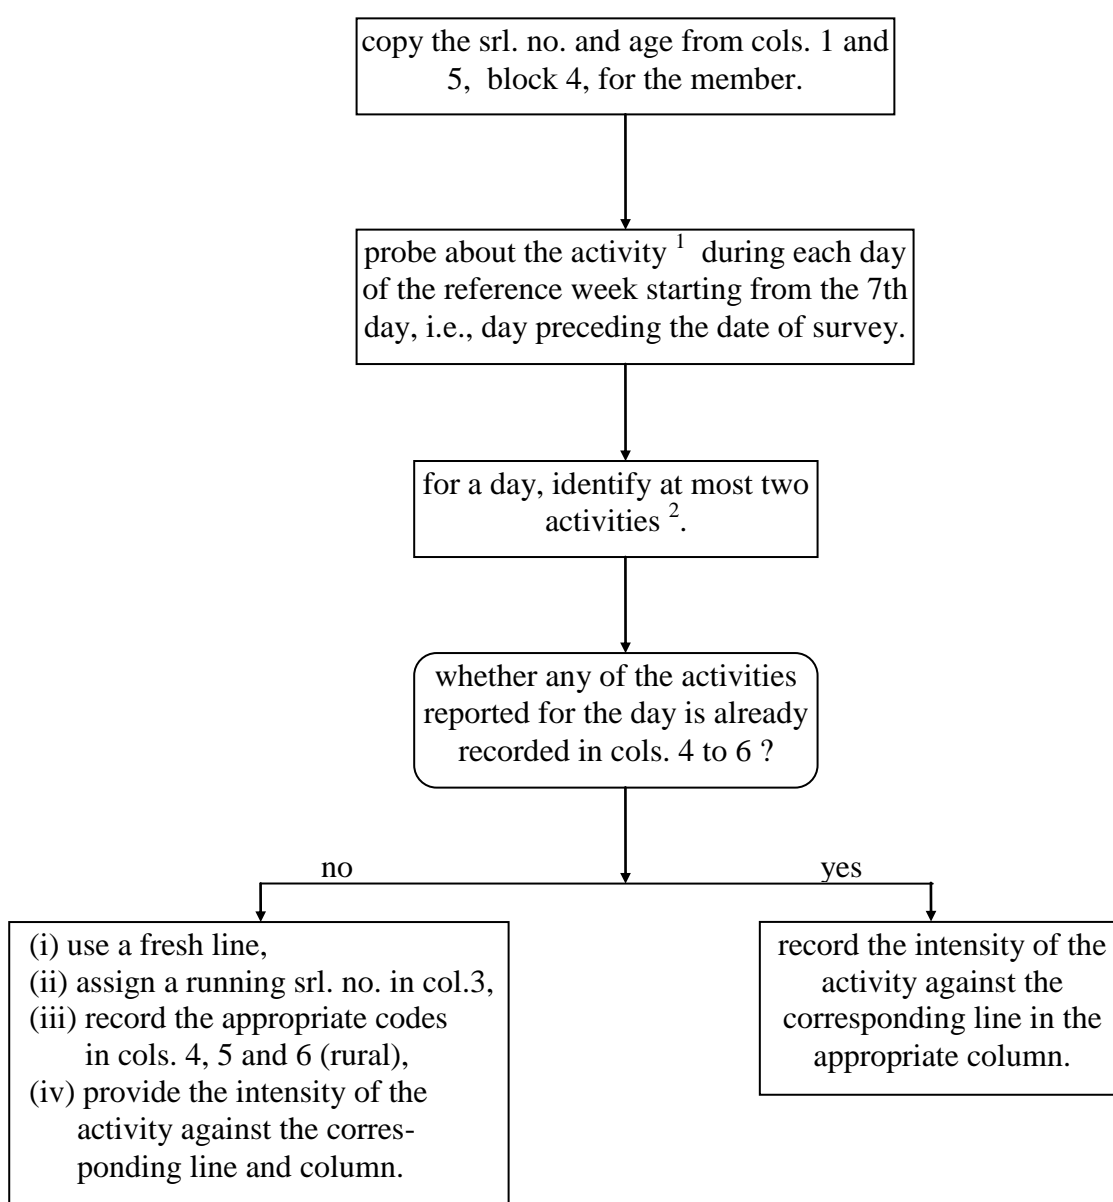 copy the srl. no. and age from cols. 1 and
5, block 4, for the member.
probe about the activity 1 during each day
of the reference week starting from the 7th
day, i.e., day preceding the date of survey.
for a day, identify at most two
activities 2.
whether any of the activities
reported for the day is already
recorded in cols. 4 to 6 ?
no
yes
(i) use a fresh line,
(ii) assign a running srl. no. in col.3,
(iii) record the appropriate codes
in cols. 4, 5 and 6 (rural),
(iv) provide the intensity of the
activity against the corres-
ponding line and column.
record the intensity of the
activity against the
corresponding line in the
appropriate column.